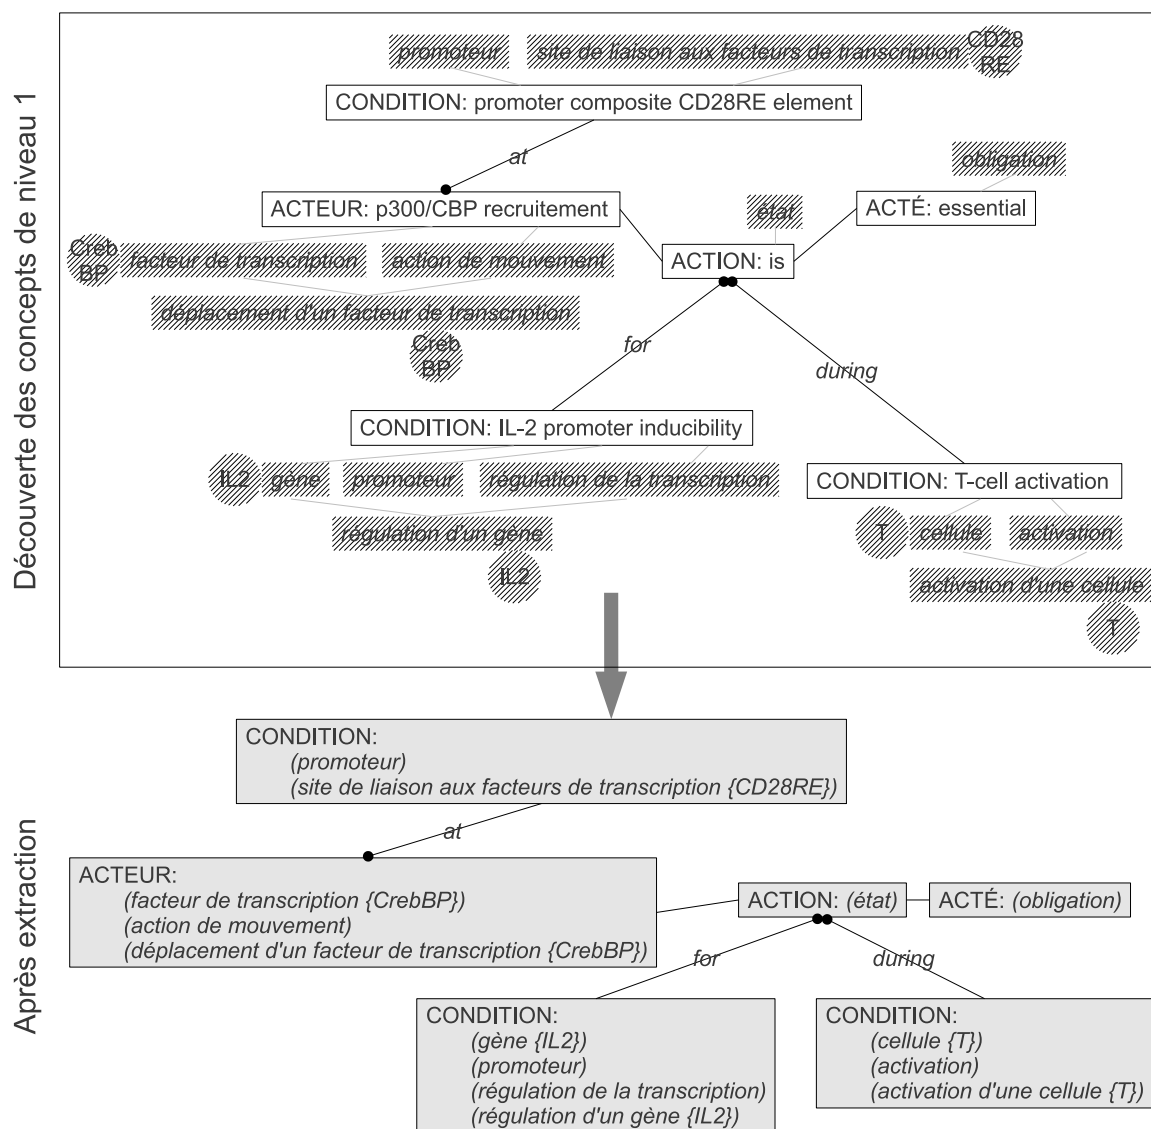 Découverte des concepts de niveau 1
promoteur
site de liaison aux facteurs de transcription
CD28
RE
CONDITION: promoter composite CD28RE element
at
obligation
ACTEUR: p300/CBP recruitement
état
ACTÉ: essential
Creb
BP
facteur de transcription
action de mouvement
ACTION: is
déplacement d'un facteur de transcription
Creb
BP
for
during
CONDITION: IL-2 promoter inducibility
IL2
gène
promoteur
régulation de la transcription
CONDITION: T-cell activation
régulation d'un gène
T
cellule
activation
IL2
activation d'une cellule
T
Après extraction
CONDITION:
(promoteur)
(site de liaison aux facteurs de transcription {CD28RE})
at
ACTEUR:
(facteur de transcription {CrebBP})
(action de mouvement)
(déplacement d'un facteur de transcription {CrebBP})
ACTION: (état)
ACTÉ: (obligation)
for
during
CONDITION:
(gène {IL2})
(promoteur)
(régulation de la transcription)
(régulation d'un gène {IL2})
CONDITION:
(cellule {T})
(activation)
(activation d'une cellule {T})